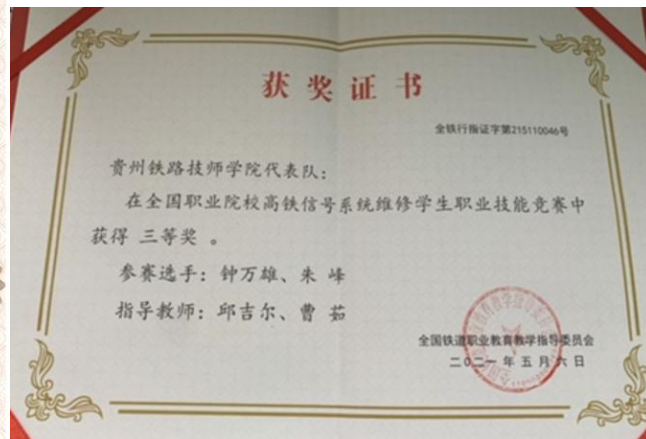 获奖证书
全铁行指证字第215110046号
贵州铁路技师学院代表队：
在全国职业院校高铁信号系统维修学生职业技能竞赛中
获得 三等奖 。
参赛选手：钟万雄、朱 峰
指导教师：邱吉尔、曹 茹
全国铁道职业教育教学指导委员会
二〇二一年五月六日